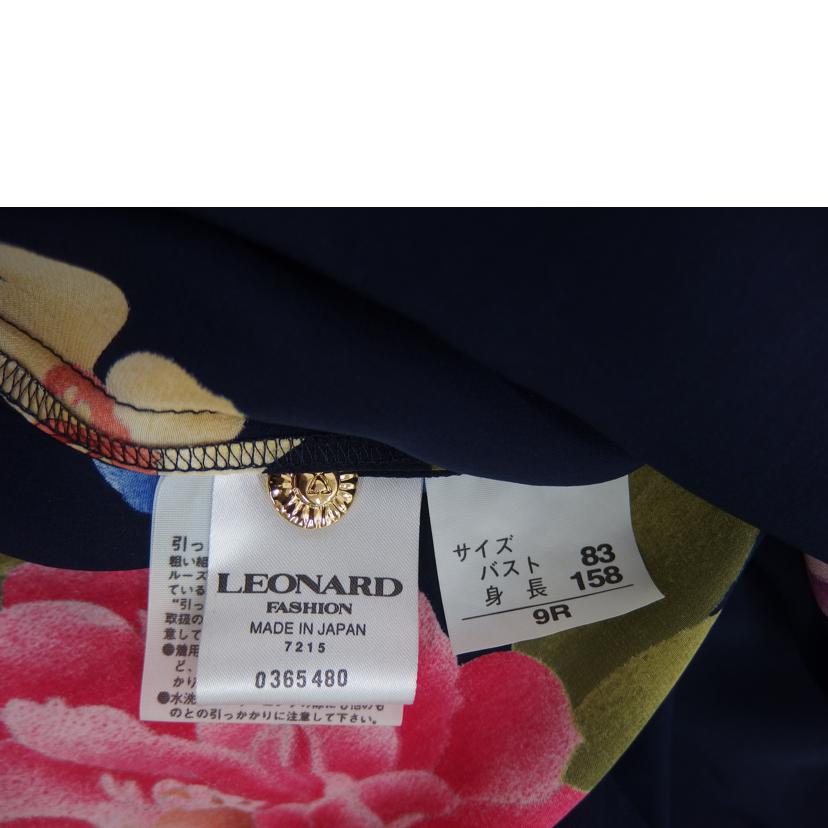 引っ
粗い組
ルーズ
ている
“引っ
取扱の
意して
●着用
ど、
かり
●水洗
のとの引っかかりに注意して下さい。
LEONARD
FASHION
MADE IN JAPAN
7215
0365480
サイズ
バスト 83
身長 158
9R